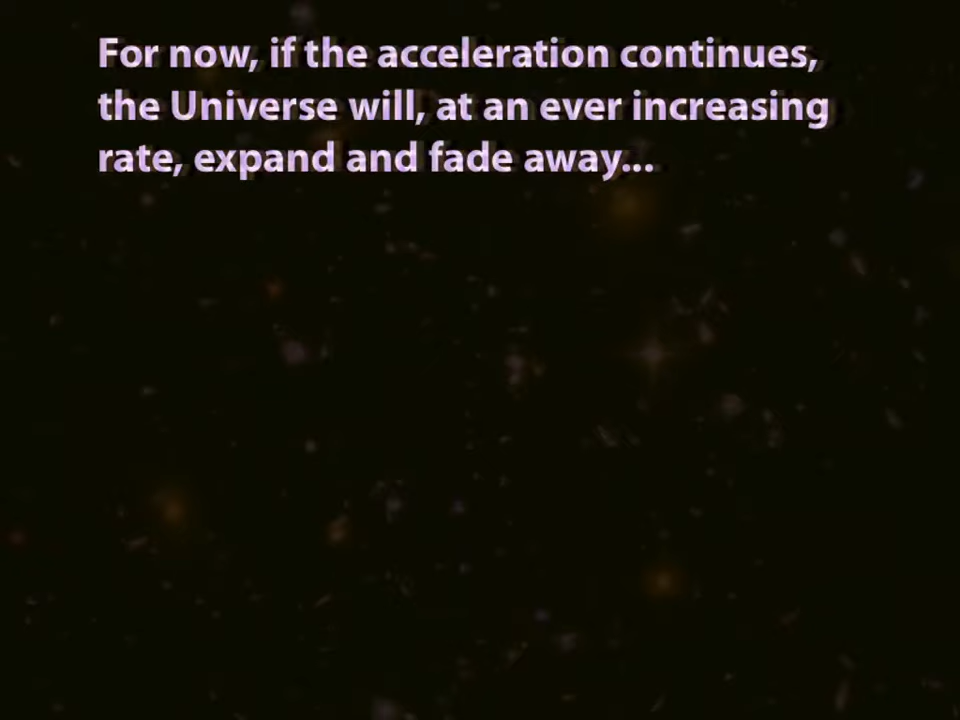 For now, if the acceleration continues,
the Universe will, at an ever increasing
rate, expand and fade away...